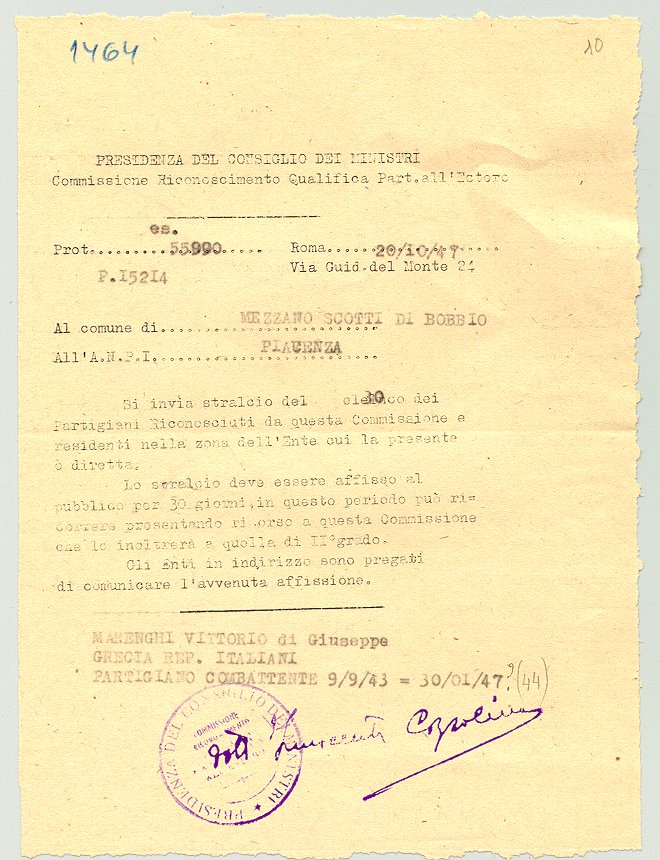 1464
10
PRESIDENZA DEL CONSIGLIO DEI MINISTRI
Commissione Riconoscimento Qualifica Part.all'Estero
es.
Prot.........55990..... Roma.......20/10/47.....
P.15214 Via Guid.del Monte 24
Al comune di..........MEZZANO SCOTTI DI BOBBIO
All'A.N.P.I.............PIACENZA....
Si invia stralcio del 30 elenco dei
Partigiani Riconosciuti da questa Commissione e
residenti nella zona dell'Ente cui la presente
è diretta.
Lo stralcio deve essere affisso al
pubblico per 30 giorni,in questo periodo può ri=
correre presentando ricorso a questa Commissione
che lo inoltrerà a quella di II°grado.
Gli Enti in indirizzo sono pregati
di comunicare l'avvenuta affissione.
MARENGHI VITTORIO di Giuseppe
GRECIA REP. ITALIANI
PARTIGIANO COMBATTENTE 9/9/43 = 30/01/47 ? (44)
PRESIDENZA DEL CONSIGLIO DEI MINISTRI
COMMISSIONE
RICONOSCIMENTO
dott